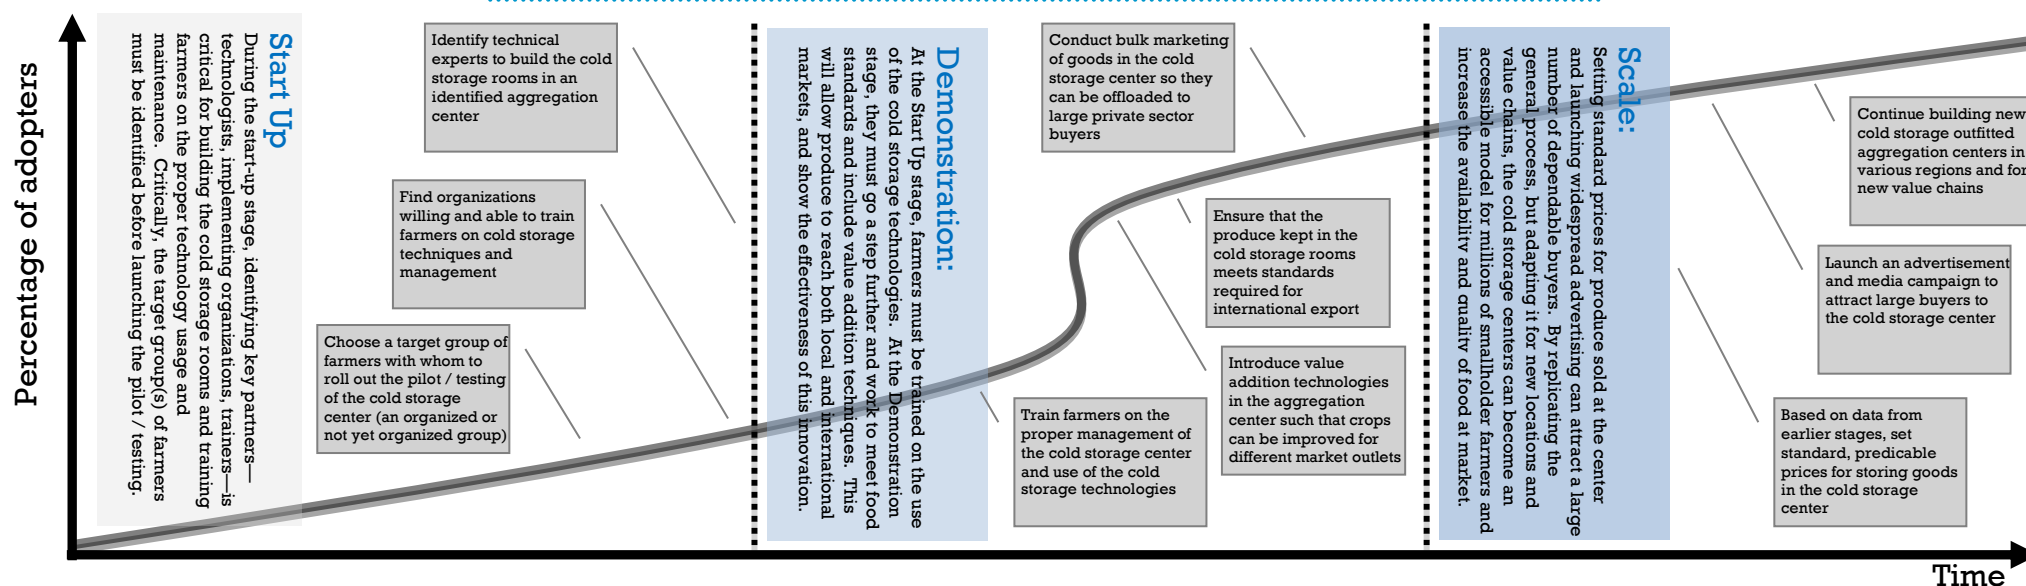 Percentage of adopters
Start Up
During the start-up stage, identifying key partners—
technologists, implementing organizations, trainers—is
critical for building the cold storage rooms and training
farmers on the proper technology usage and
maintenance.  Critically, the target group(s) of farmers
must be identified before launching the pilot / testing.
Identify technical
experts to build the cold
storage rooms in an
identified aggregation
center
Find organizations
willing and able to train
farmers on cold storage
techniques and
management
Choose a target group of
farmers with whom to
roll out the pilot / testing
of the cold storage
center (an organized or
not yet organized group)
Demonstration:
At the Start Up stage, farmers must be trained on the use
of the cold storage technologies.  At the Demonstration
stage, they must go a step further and work to meet food
standards and include value addition techniques.  This
will allow produce to reach both local and international
markets, and show the effectiveness of this innovation.
Conduct bulk marketing
of goods in the cold
storage center so they
can be offloaded to
large private sector
buyers
Ensure that the
produce kept in the
cold storage rooms
meets standards
required for
international export
Introduce value
addition technologies
in the aggregation
center such that crops
can be improved for
different market outlets
Train farmers on the
proper management of
the cold storage center
and use of the cold
storage technologies
Scale:
Setting standard prices for produce sold at the center
and launching widespread advertising can attract a large
number of dependable buyers.  By replicating the
general process, but adapting it for new locations and
value chains, the cold storage centers can become an
accessible model for millions of smallholder farmers and
increase the availability and quality of food at market.
Continue building new
cold storage outfitted
aggregation centers in
various regions and for
new value chains
Launch an advertisement
and media campaign to
attract large buyers to
the cold storage center
Based on data from
earlier stages, set
standard, predicable
prices for storing goods
in the cold storage
center
Time